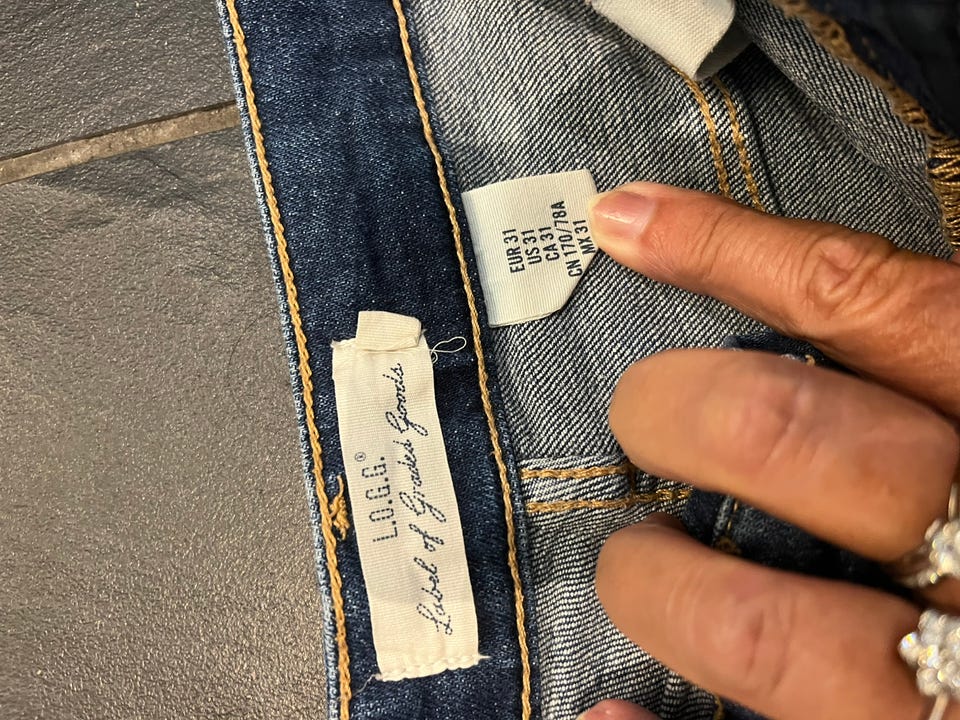 L.O.G.G.®
Label of Graded Goods
EUR 31
US 31
CA 31
CN 170/78A
MX 31